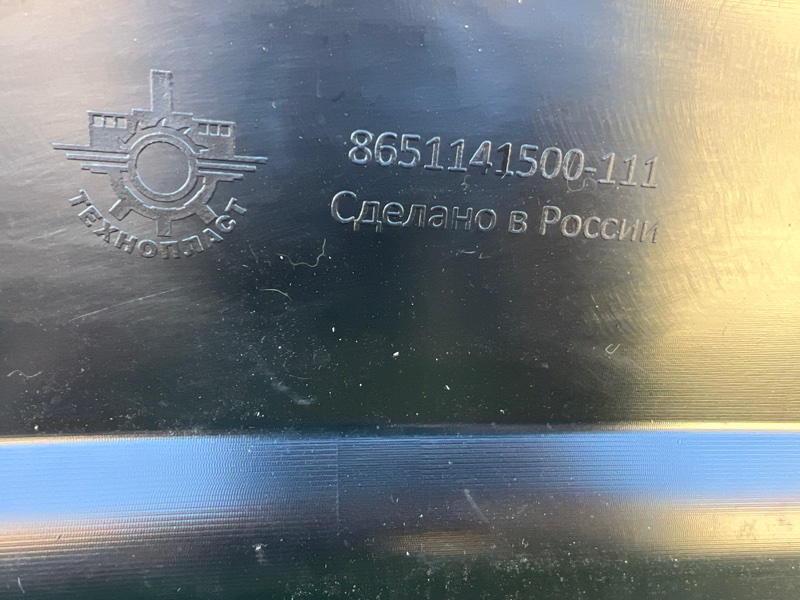 8651141500-111
Сделано в России
ТЕХНОПЛАСТ